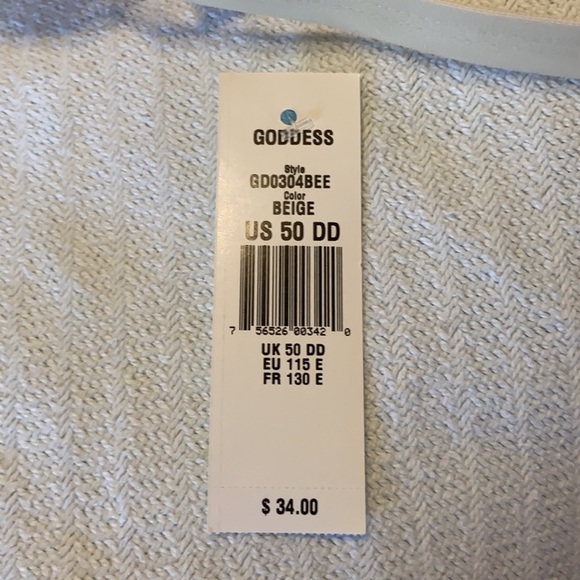 GODDESS
Style
GD0304BEE
Color
BEIGE
US 50 DD
7 56526 00342 0
UK 50 DD
EU 115 E
FR 130 E
$ 34.00